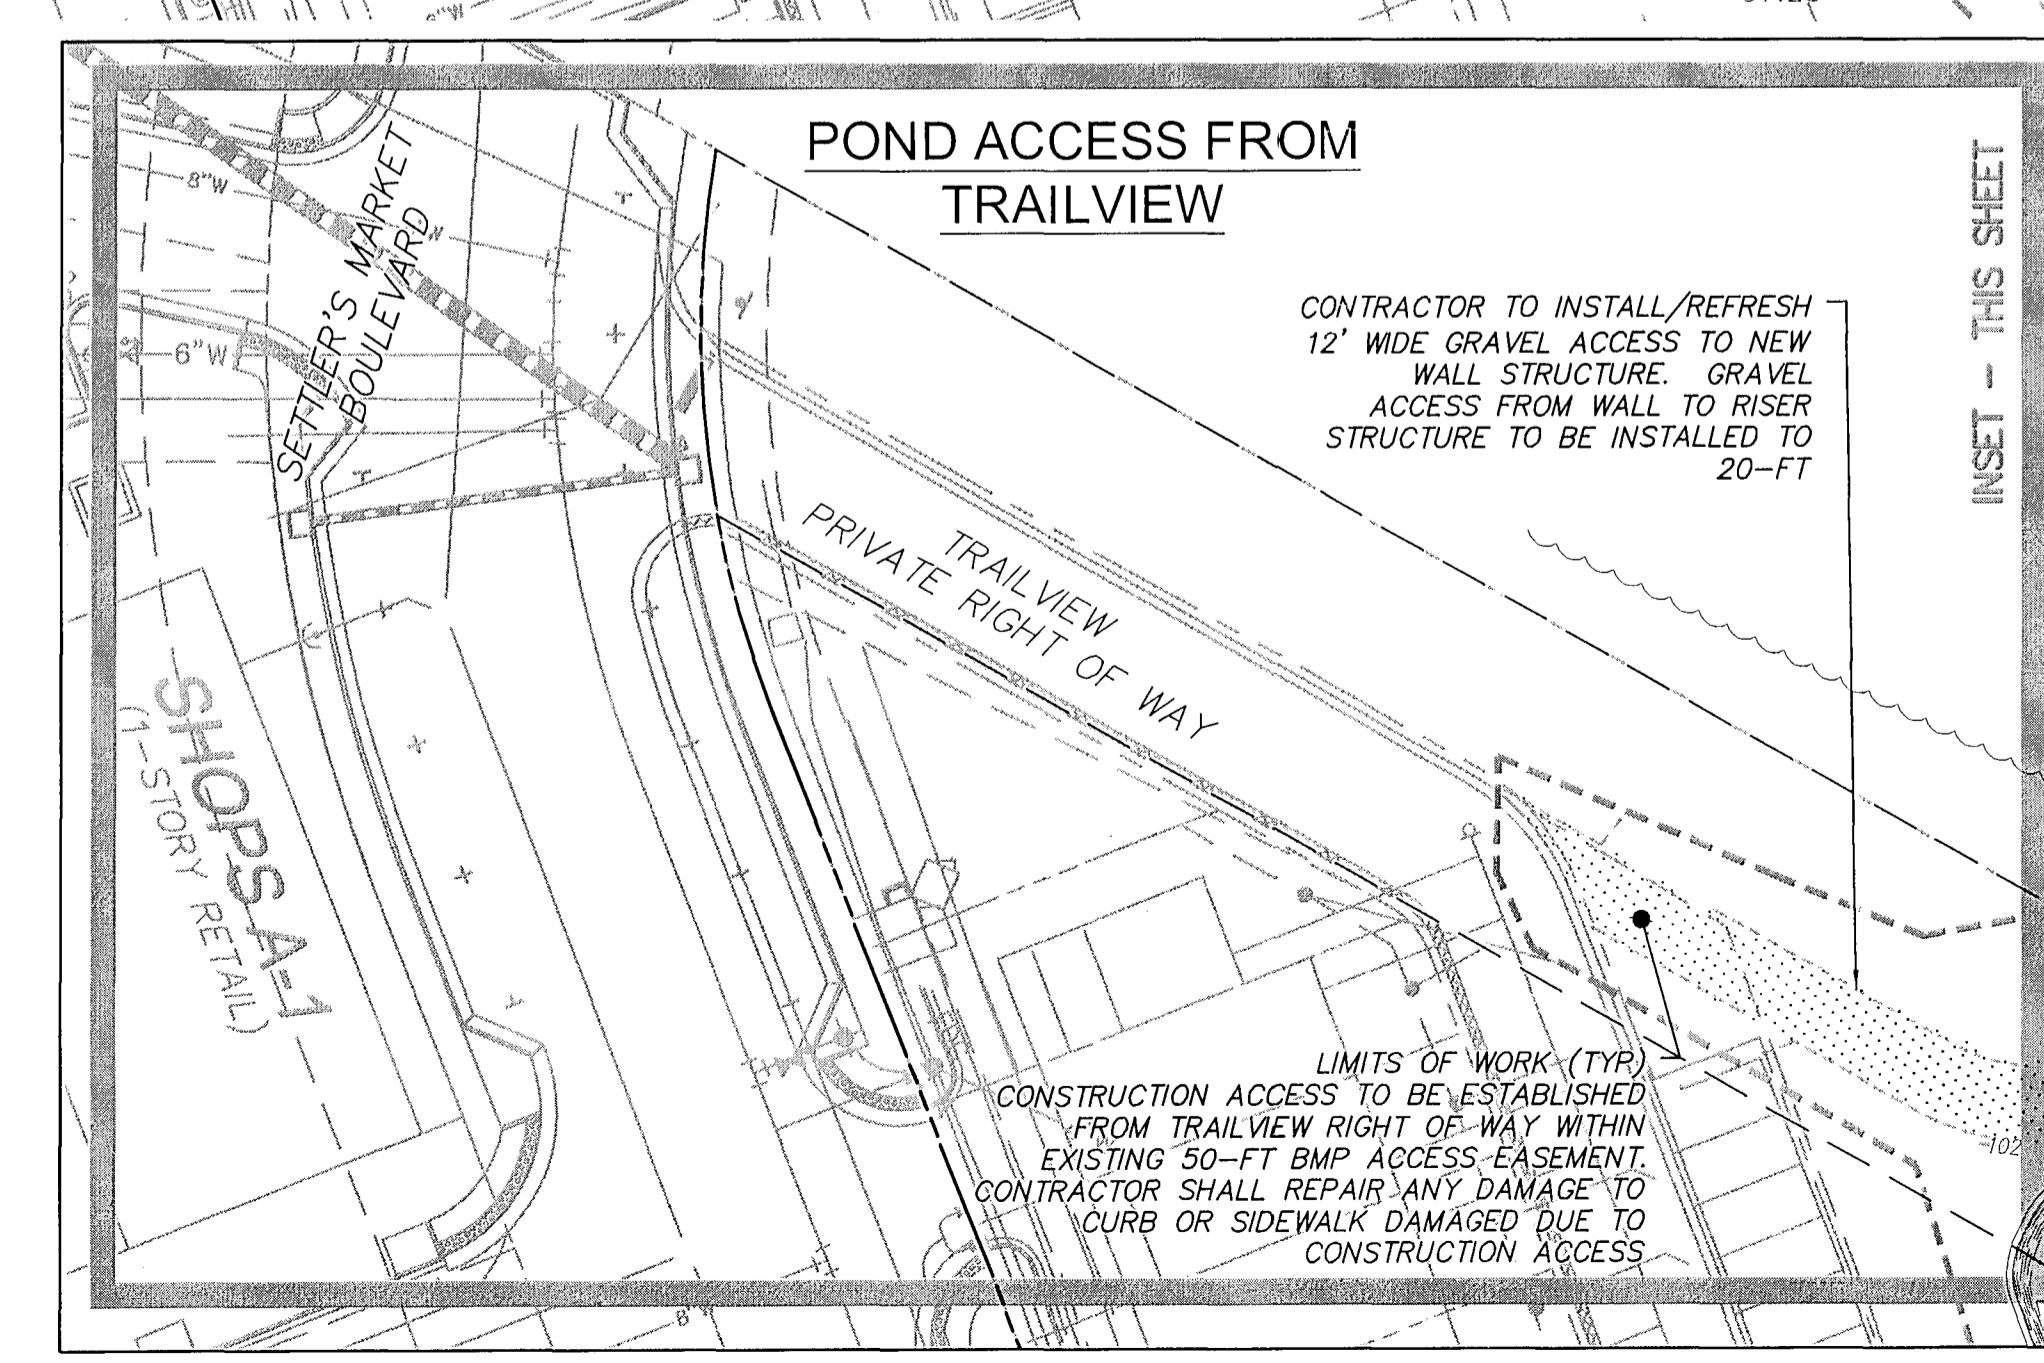 POND ACCESS FROM
TRAILVIEW
INSET - THIS SHEET
CONTRACTOR TO INSTALL/REFRESH
12' WIDE GRAVEL ACCESS TO NEW
WALL STRUCTURE. GRAVEL
ACCESS FROM WALL TO RISER
STRUCTURE TO BE INSTALLED TO
20-FT
SETTLER'S MARKET
BOULEVARD
8"W
6"W
TRAILVIEW
PRIVATE RIGHT OF WAY
SHOPS A-1
(1-STORY RETAIL)
LIMITS OF WORK (TYP)
CONSTRUCTION ACCESS TO BE ESTABLISHED
FROM TRAILVIEW RIGHT OF WAY WITHIN
EXISTING 50-FT BMP ACCESS EASEMENT.
CONTRACTOR SHALL REPAIR ANY DAMAGE TO
CURB OR SIDEWALK DAMAGED DUE TO
CONSTRUCTION ACCESS
102